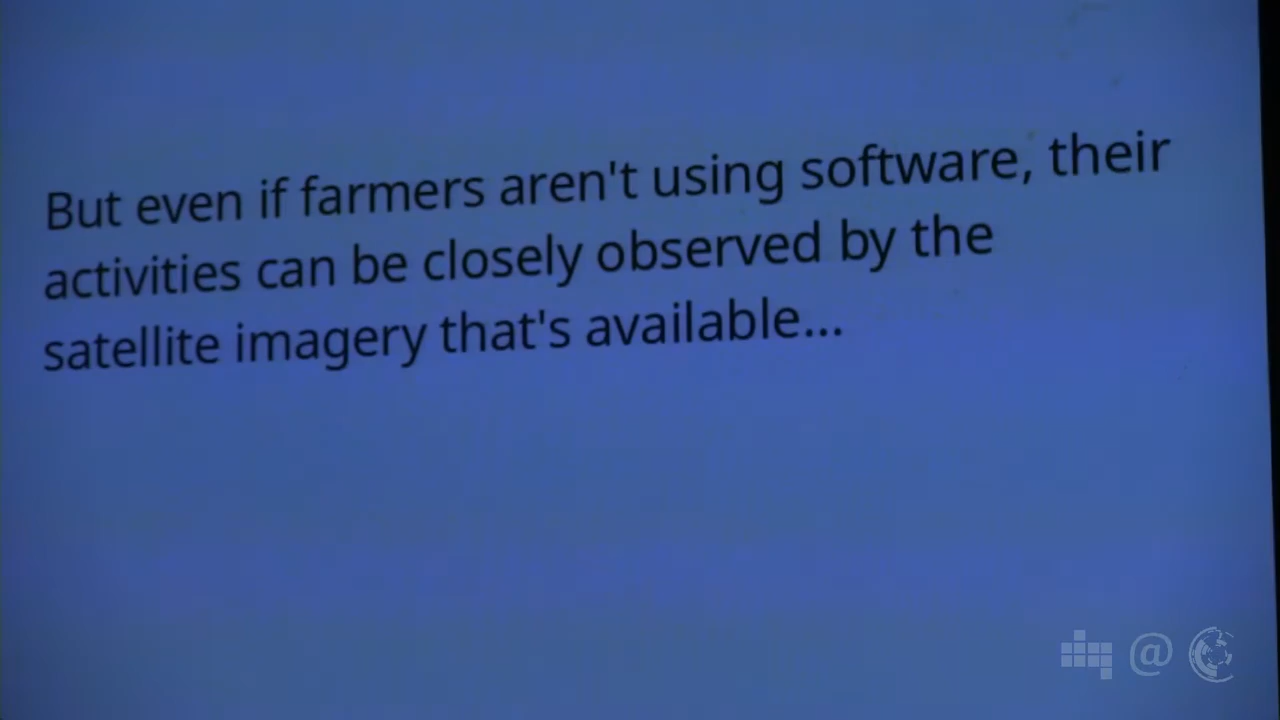 But even if farmers aren't using software, their
activities can be closely observed by the
satellite imagery that's available...
@